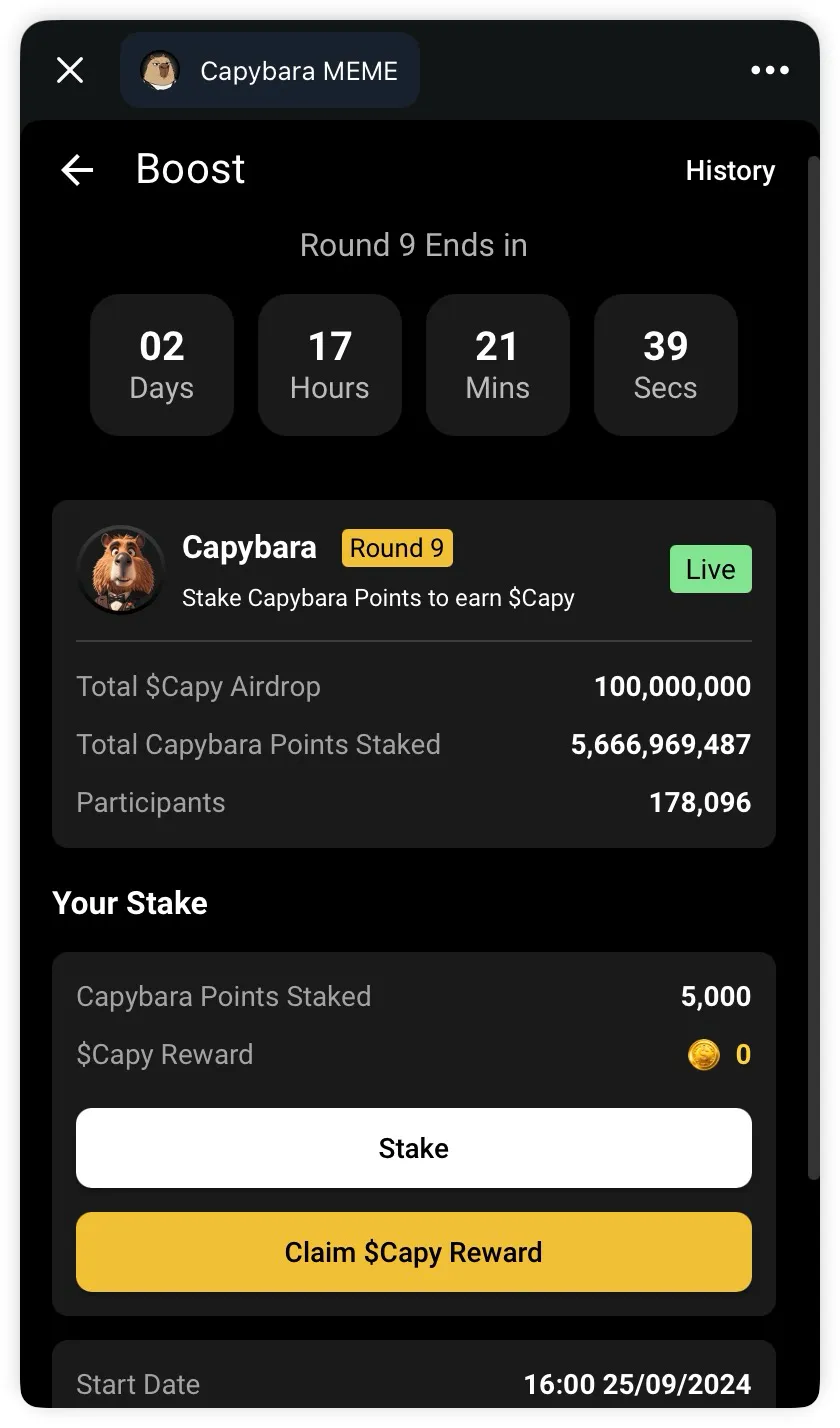 Capybara MEME
Boost
History
Round 9 Ends in
02 17 21 39
Days Hours Mins Secs
Capybara Round 9
Live
Stake Capybara Points to earn $Capy
Total $Capy Airdrop 100,000,000
Total Capybara Points Staked 5,666,969,487
Participants 178,096
Your Stake
Capybara Points Staked 5,000
$Capy Reward 0
Stake
Claim $Capy Reward
Start Date 16:00 25/09/2024